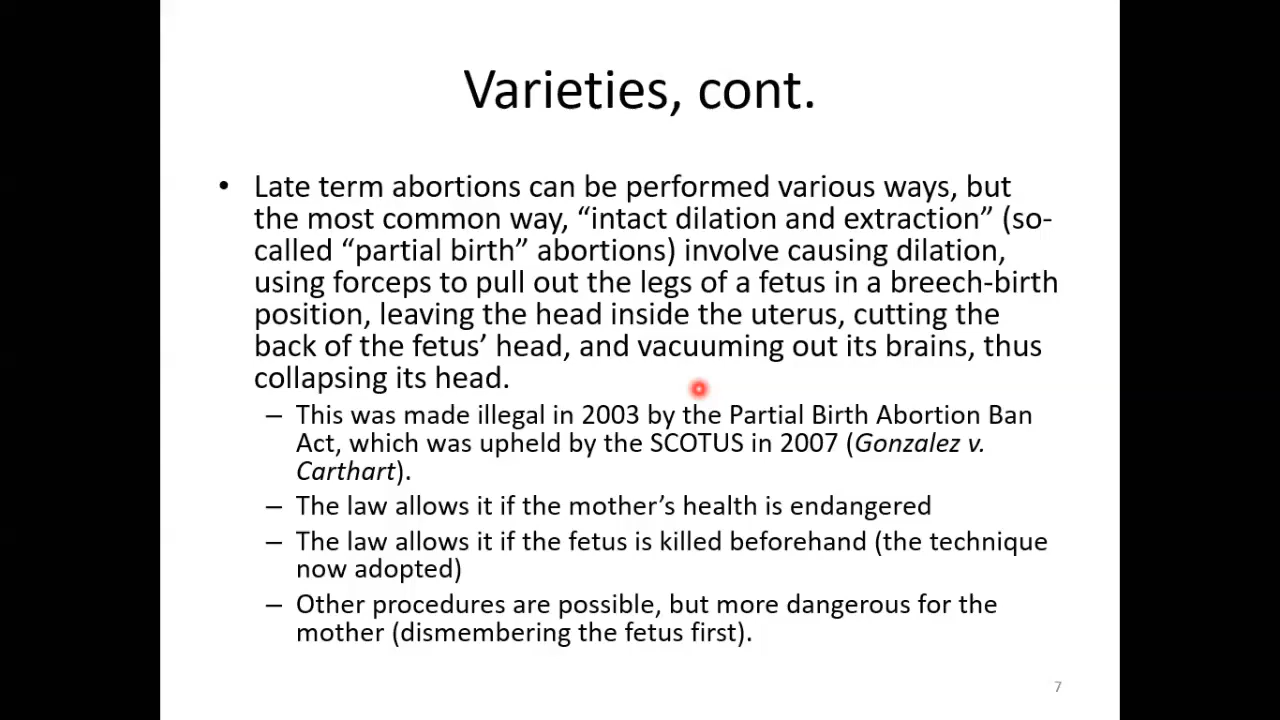 Varieties, cont.
• Late term abortions can be performed various ways, but
the most common way, “intact dilation and extraction” (so-
called “partial birth” abortions) involve causing dilation,
using forceps to pull out the legs of a fetus in a breech-birth
position, leaving the head inside the uterus, cutting the
back of the fetus’ head, and vacuuming out its brains, thus
collapsing its head.
– This was made illegal in 2003 by the Partial Birth Abortion Ban
Act, which was upheld by the SCOTUS in 2007 (Gonzalez v.
Carthart).
– The law allows it if the mother’s health is endangered
– The law allows it if the fetus is killed beforehand (the technique
now adopted)
– Other procedures are possible, but more dangerous for the
mother (dismembering the fetus first).
7